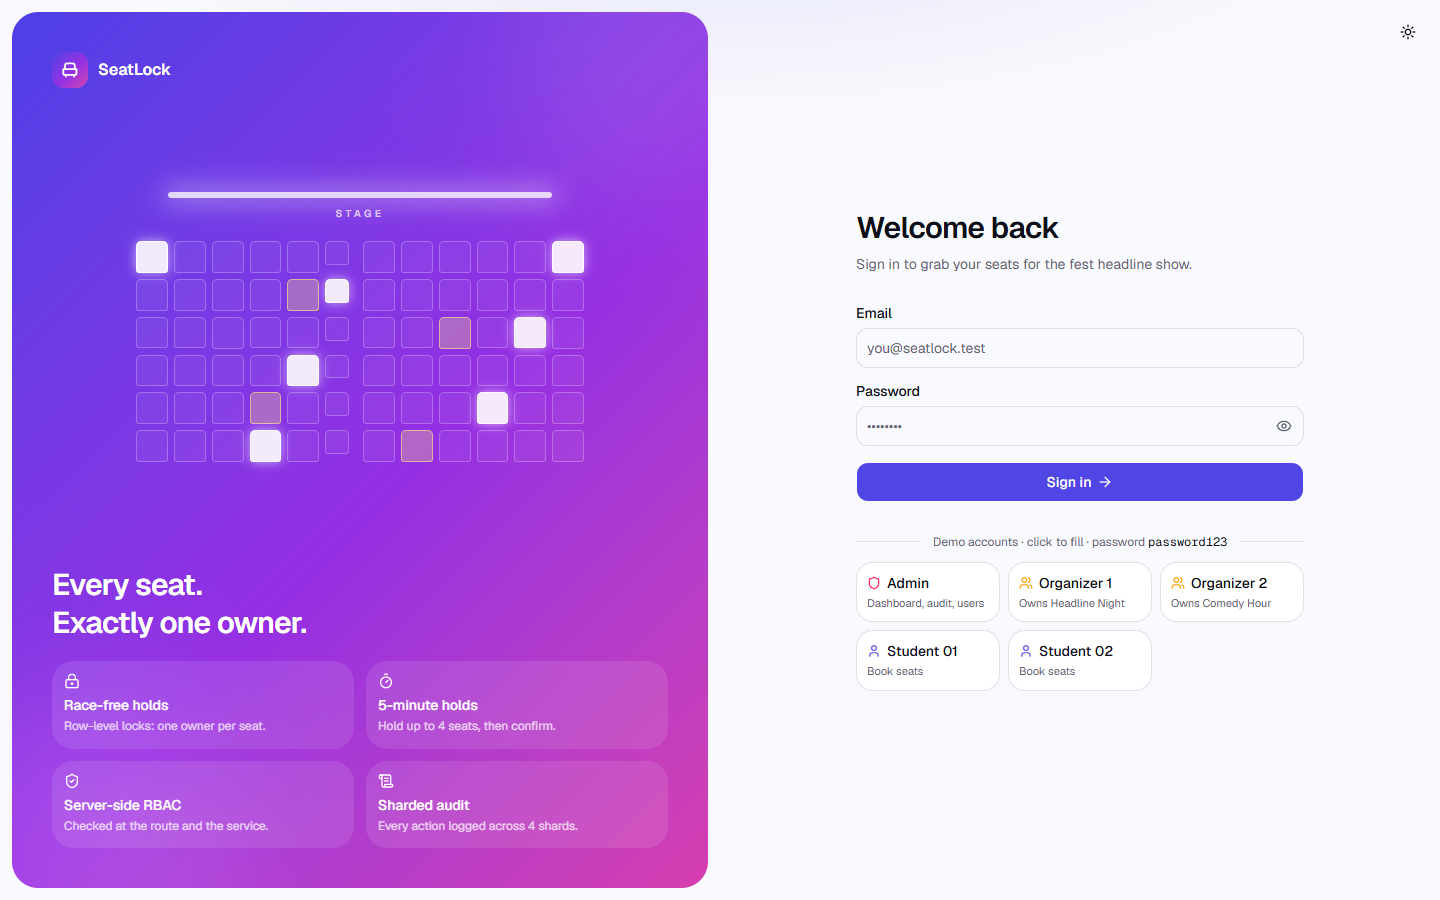 SeatLock
STAGE
Every seat.
Exactly one owner.
Race-free holds
Row-level locks: one owner per seat.
5-minute holds
Hold up to 4 seats, then confirm.
Server-side RBAC
Checked at the route and the service.
Sharded audit
Every action logged across 4 shards.
Welcome back
Sign in to grab your seats for the fest headline show.
Email
you@seatlock.test
Password
••••••••
Sign in →
Demo accounts · click to fill · password password123
Admin
Dashboard, audit, users
Organizer 1
Owns Headline Night
Organizer 2
Owns Comedy Hour
Student 01
Book seats
Student 02
Book seats